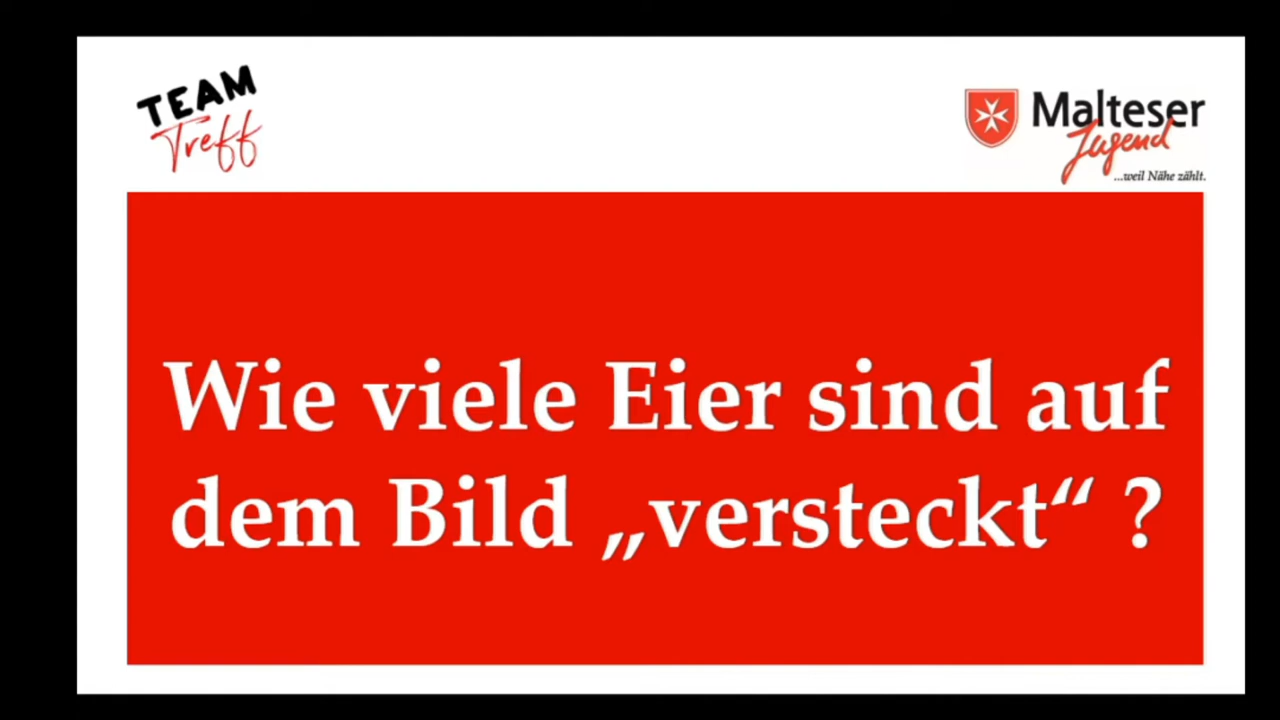 TEAM
Treff
Malteser
Jugend
...weil Nähe zählt.
Wie viele Eier sind auf
dem Bild „versteckt“ ?